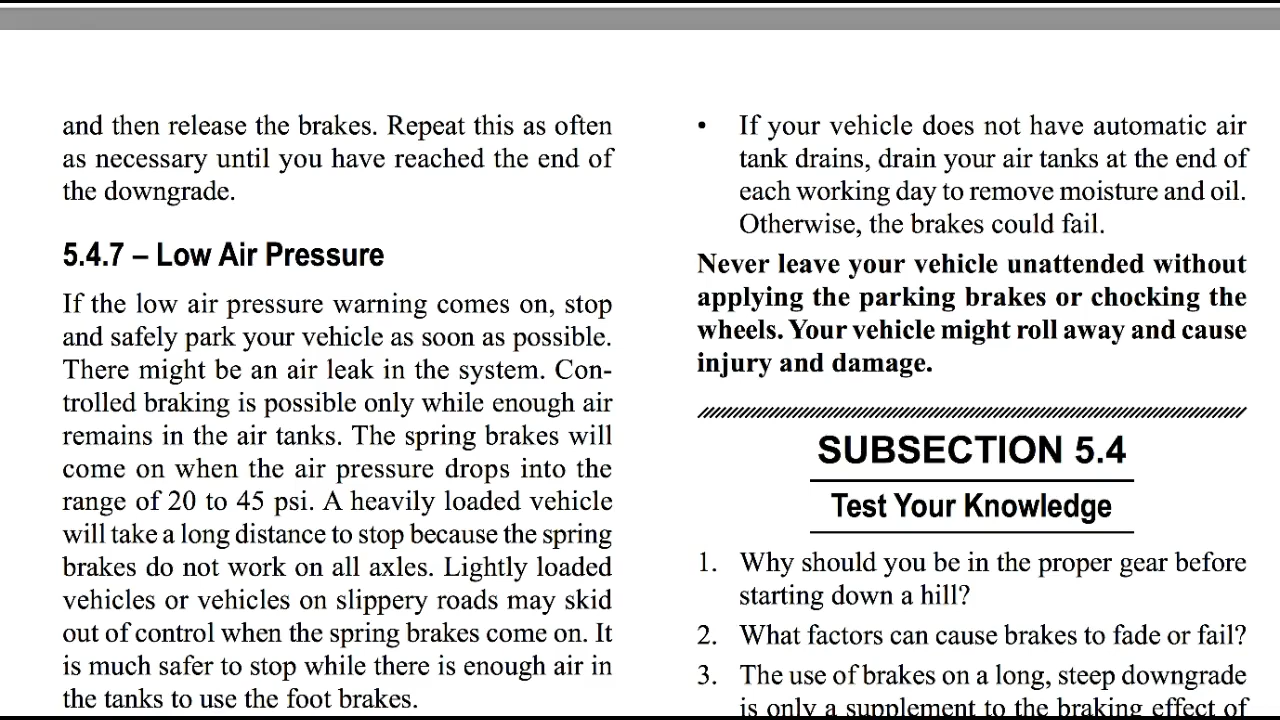 and then release the brakes. Repeat this as often
as necessary until you have reached the end of
the downgrade.
5.4.7 – Low Air Pressure
If the low air pressure warning comes on, stop
and safely park your vehicle as soon as possible.
There might be an air leak in the system. Con-
trolled braking is possible only while enough air
remains in the air tanks. The spring brakes will
come on when the air pressure drops into the
range of 20 to 45 psi. A heavily loaded vehicle
will take a long distance to stop because the spring
brakes do not work on all axles. Lightly loaded
vehicles or vehicles on slippery roads may skid
out of control when the spring brakes come on. It
is much safer to stop while there is enough air in
the tanks to use the foot brakes.
• If your vehicle does not have automatic air
tank drains, drain your air tanks at the end of
each working day to remove moisture and oil.
Otherwise, the brakes could fail.
Never leave your vehicle unattended without
applying the parking brakes or chocking the
wheels. Your vehicle might roll away and cause
injury and damage.
SUBSECTION 5.4
Test Your Knowledge
1. Why should you be in the proper gear before
starting down a hill?
2. What factors can cause brakes to fade or fail?
3. The use of brakes on a long, steep downgrade
is only a supplement to the braking effect of